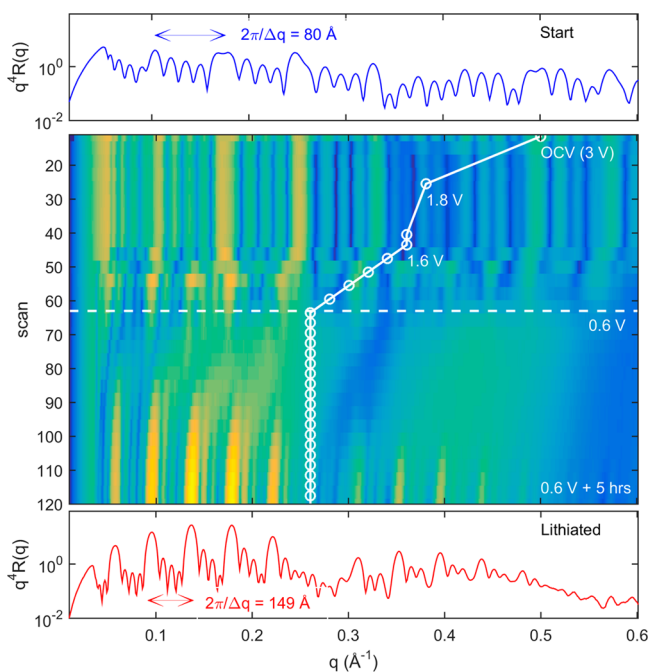 2π/Δq = 80 Å
Start
q⁴R(q)
10⁰
10⁻²
OCV (3 V)
20
30
1.8 V
40
1.6 V
50
60
0.6 V
scan
70
80
90
100
110
0.6 V + 5 hrs
120
Lithiated
q⁴R(q)
10⁰
2π/Δq = 149 Å
10⁻²
0.1 0.2 0.3 0.4 0.5 0.6
q (Å⁻¹)